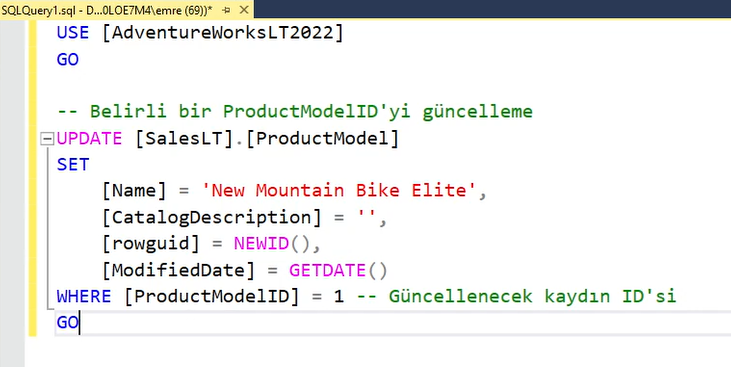 SQLQuery1.sql - D...0LOE7M4\emre (69))*
USE [AdventureWorksLT2022]
GO
-- Belirli bir ProductModelID'yi güncelleme
UPDATE [SalesLT].[ProductModel]
SET
[Name] = 'New Mountain Bike Elite',
[CatalogDescription] = '',
[rowguid] = NEWID(),
[ModifiedDate] = GETDATE()
WHERE [ProductModelID] = 1 -- Güncellenecek kaydın ID'si
GO